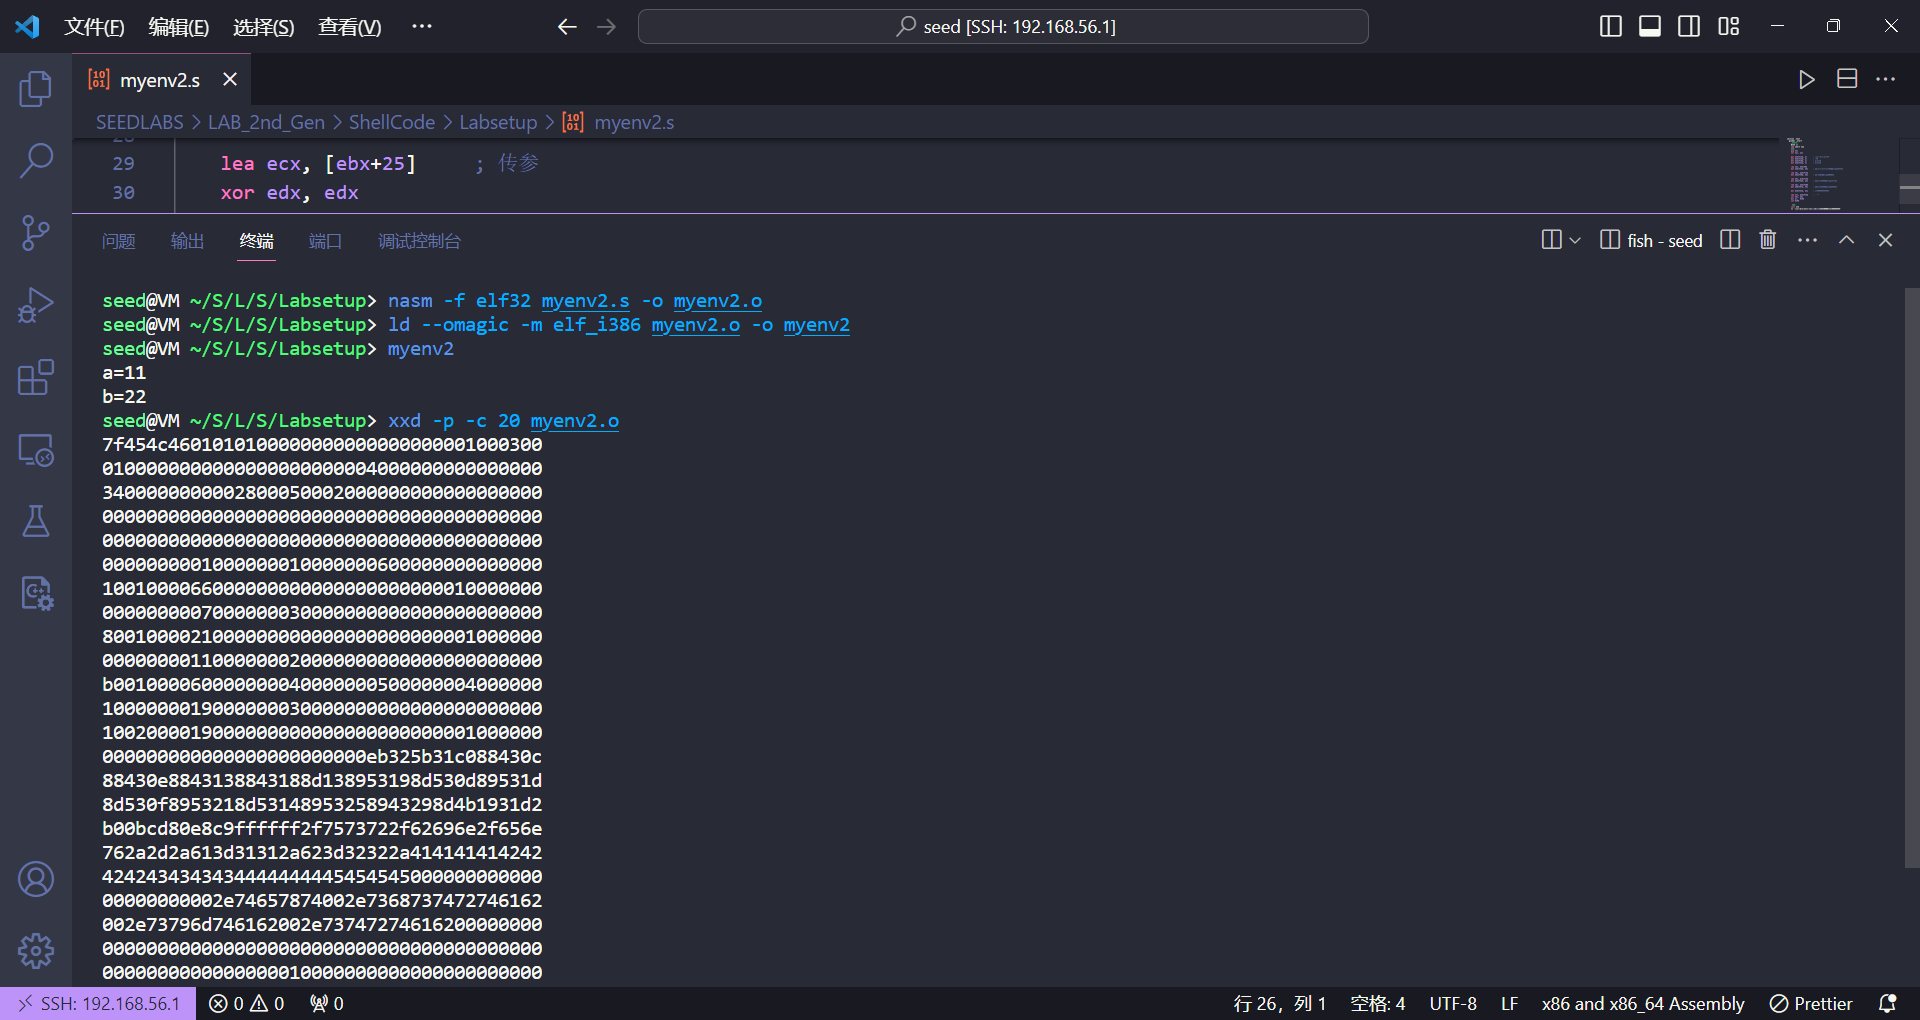 文件(F) 编辑(E) 选择(S) 查看(V) ··· seed [SSH: 192.168.56.1]
myenv2.s
SEEDLABS > LAB_2nd_Gen > ShellCode > Labsetup > myenv2.s
29 lea ecx, [ebx+25] ; 传参
30 xor edx, edx
问题 输出 终端 端口 调试控制台 fish - seed
seed@VM ~/S/L/S/Labsetup> nasm -f elf32 myenv2.s -o myenv2.o
seed@VM ~/S/L/S/Labsetup> ld --omagic -m elf_i386 myenv2.o -o myenv2
seed@VM ~/S/L/S/Labsetup> myenv2
a=11
b=22
seed@VM ~/S/L/S/Labsetup> xxd -p -c 20 myenv2.o
7f454c4601010100000000000000000001000300
0100000000000000000000004000000000000000
3400000000002800050002000000000000000000
0000000000000000000000000000000000000000
0000000000000000000000000000000000000000
0000000001000000010000000600000000000000
1001000066000000000000000000000010000000
0000000007000000030000000000000000000000
8001000021000000000000000000000001000000
0000000011000000020000000000000000000000
b001000060000000040000000500000004000000
1000000019000000030000000000000000000000
1002000019000000000000000000000001000000
000000000000000000000000eb325b31c088430c
88430e8843138843188d138953198d530d89531d
8d530f8953218d53148953258943298d4b1931d2
b00bcd80e8c9ffffff2f7573722f62696e2f656e
762a2d2a613d31312a623d32322a414141414242
4242434343434444444445454545000000000000
00000000002e74657874002e7368737472746162
002e73796d746162002e73747274616200000000
0000000000000000000000000000000000000000
0000000000000000010000000000000000000000
SSH: 192.168.56.1 0 0 0 行 26，列 1 空格: 4 UTF-8 LF x86 and x86_64 Assembly Prettier